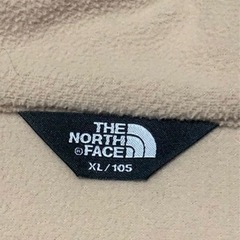 THE
NORTH
® FACE
XL / 105